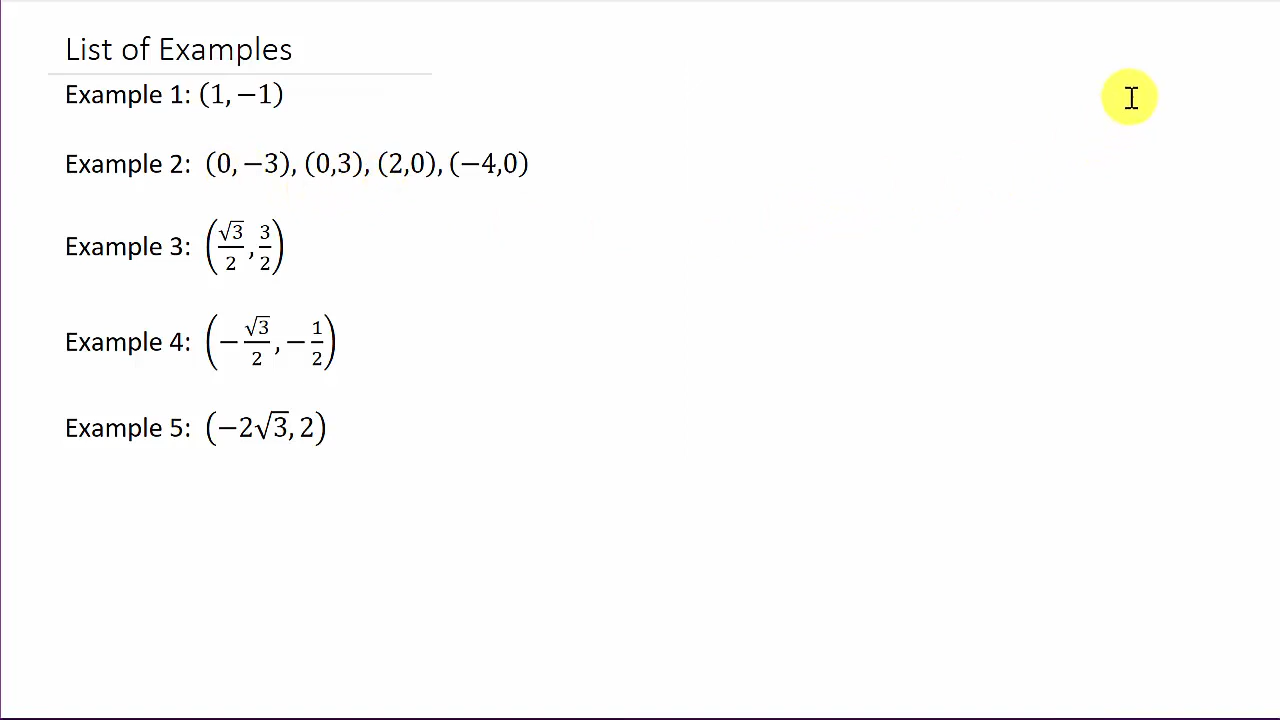 List of Examples
Example 1: (1, −1)
Example 2: (0, −3), (0,3), (2,0), (−4,0)
Example 3: (√3/2, 3/2)
Example 4: (−√3/2, −1/2)
Example 5: (−2√3, 2)